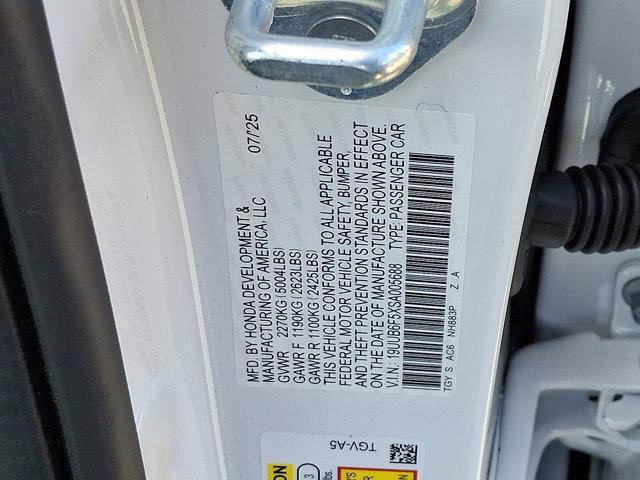 MFD. BY HONDA DEVELOPMENT & 07/'25
MANUFACTURING OF AMERICA, LLC
GVWR 2270KG (5004LBS)
GAWR F 1190KG (2623LBS)
GAWR R 1100KG (2425LBS)
THIS VEHICLE CONFORMS TO ALL APPLICABLE
FEDERAL MOTOR VEHICLE SAFETY, BUMPER,
AND THEFT PREVENTION STANDARDS IN EFFECT
ON THE DATE OF MANUFACTURE SHOWN ABOVE.
V.I.N: 19UUB6F5XSA005688 TYPE: PASSENGER CAR
TGY S AC6 NH883P Z A
TGV-A5